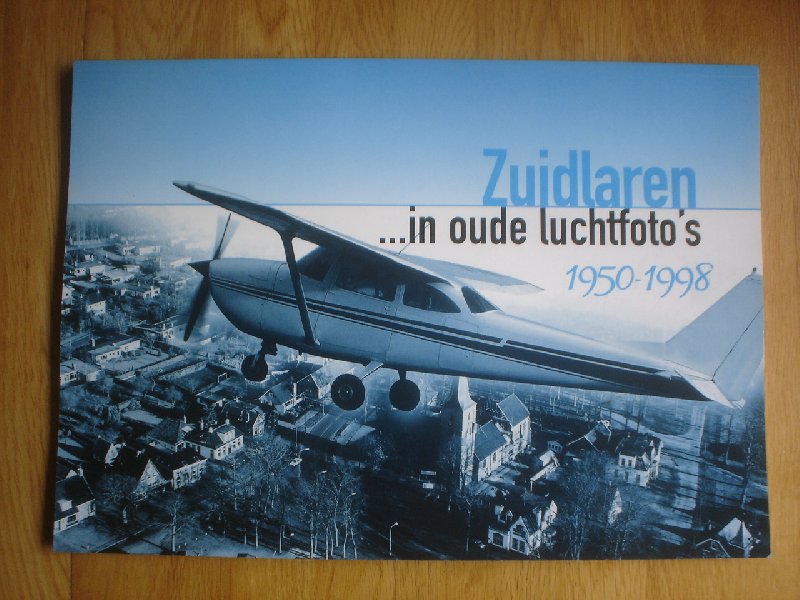 Zuidlaren
...in oude luchtfoto's
1950-1998